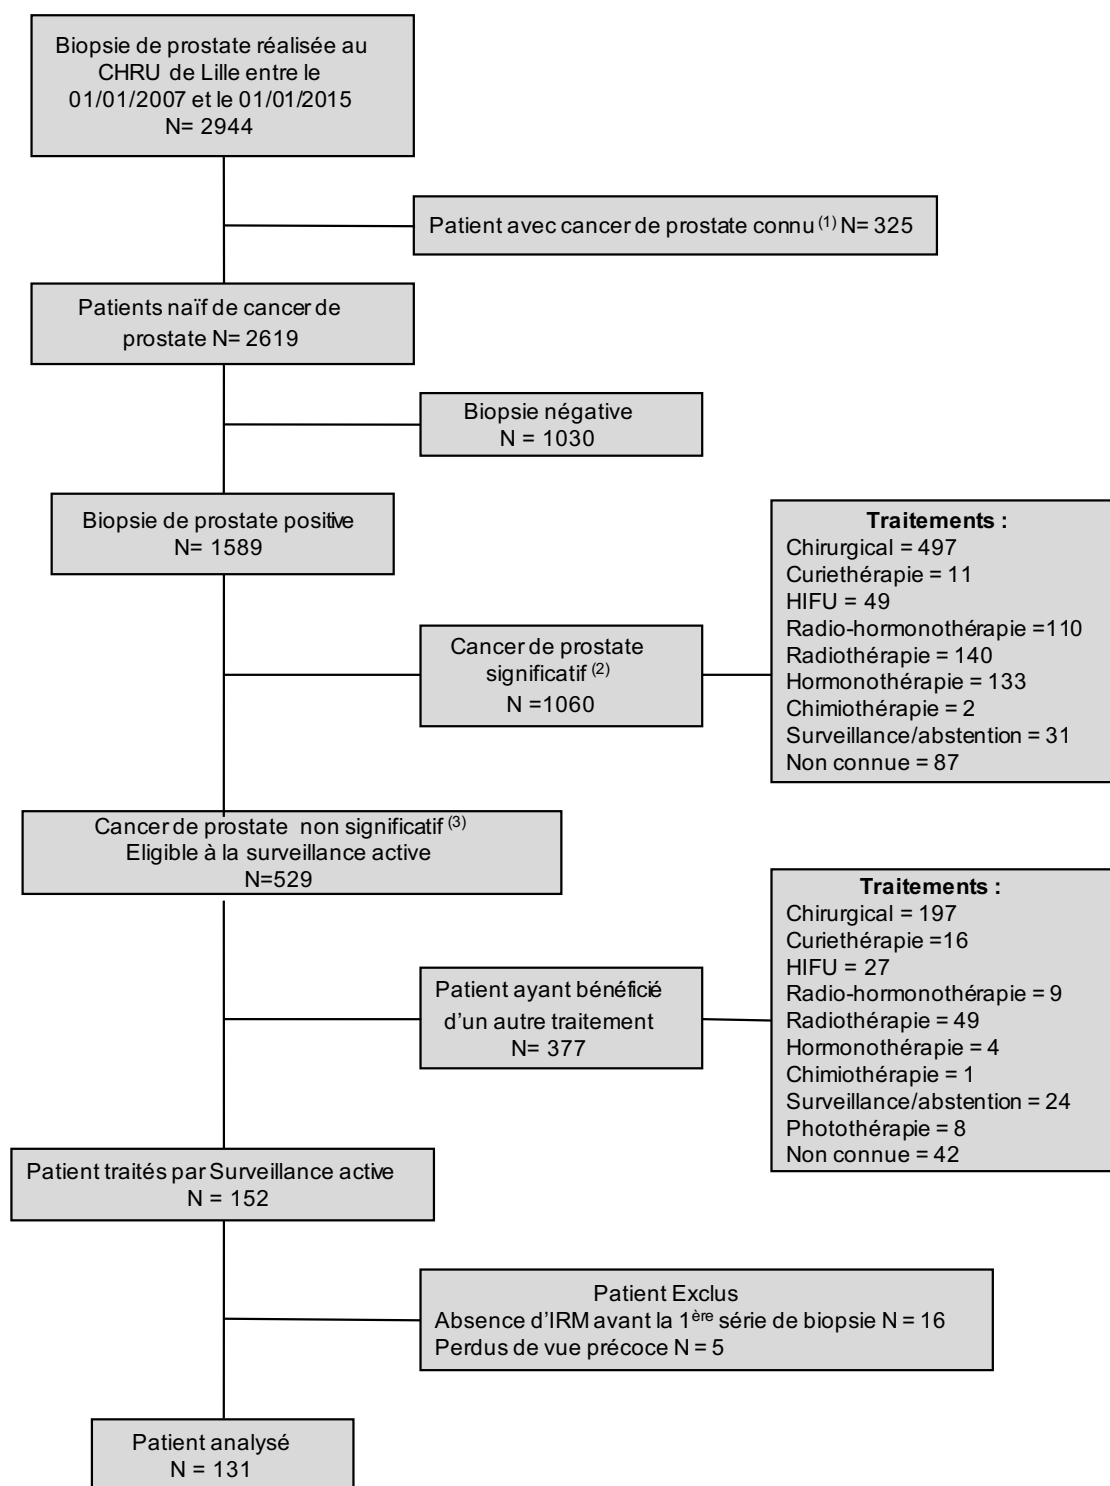 Biopsie de prostate réalisée au
CHRU de Lille entre le
01/01/2007 et le 01/01/2015
N= 2944
Patient avec cancer de prostate connu (1) N= 325
Patients naïf de cancer de
prostate N= 2619
Biopsie négative
N = 1030
Biopsie de prostate positive
N= 1589
Traitements :
Chirurgical = 497
Curiethérapie = 11
HIFU = 49
Radio-hormonothérapie =110
Radiothérapie = 140
Hormonothérapie = 133
Chimiothérapie = 2
Surveillance/abstention = 31
Non connue = 87
Cancer de prostate
significatif (2)
N =1060
Cancer de prostate non significatif (3)
Eligible à la surveillance active
N=529
Traitements :
Chirurgical = 197
Curiethérapie =16
HIFU = 27
Radio-hormonothérapie = 9
Radiothérapie = 49
Hormonothérapie = 4
Chimiothérapie = 1
Surveillance/abstention = 24
Photothérapie = 8
Non connue = 42
Patient ayant bénéficié
d'un autre traitement
N= 377
Patient traités par Surveillance active
N = 152
Patient Exclus
Absence d'IRM avant la 1ère série de biopsie N = 16
Perdus de vue précoce N = 5
Patient analysé
N = 131